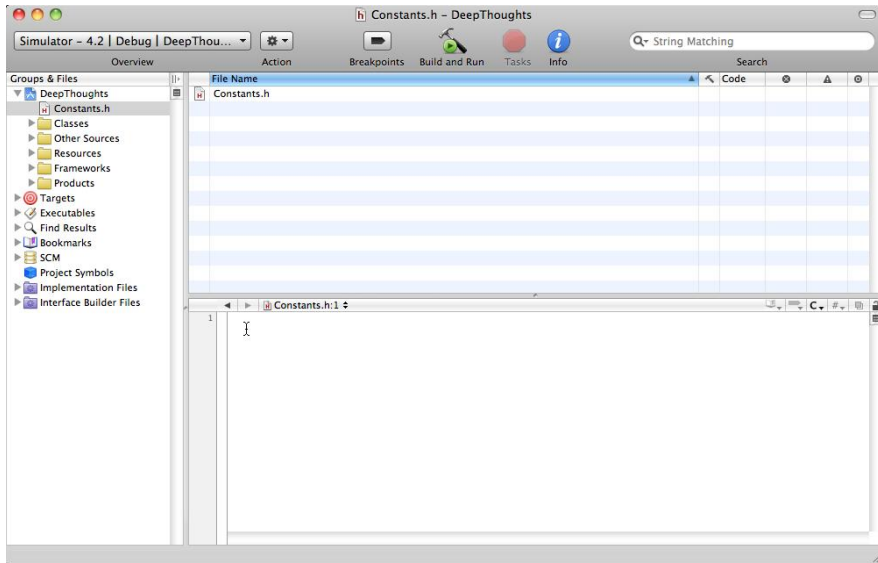 Constants.h – DeepThoughts
Simulator – 4.2 | Debug | DeepThou...
String Matching
Overview Action Breakpoints Build and Run Tasks Info Search
Groups & Files File Name Code
DeepThoughts Constants.h
Constants.h
Classes
Other Sources
Resources
Frameworks
Products
Targets
Executables
Find Results
Bookmarks
SCM
Project Symbols
Implementation Files
Interface Builder Files
Constants.h:1 C #
1